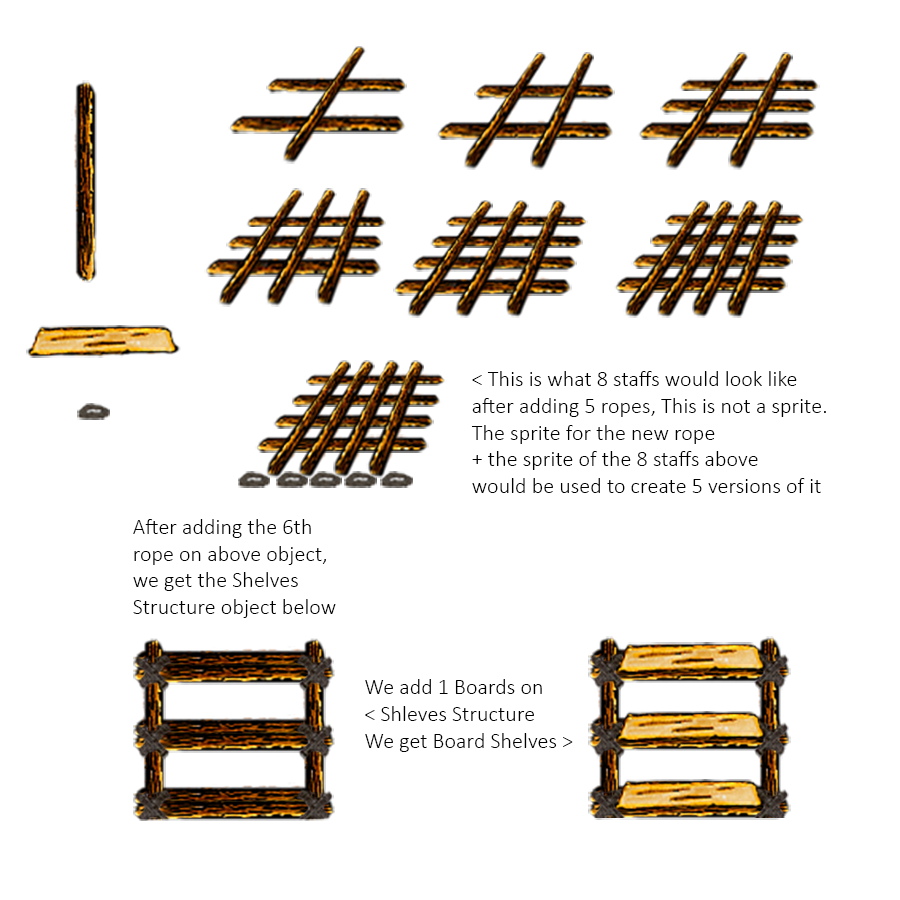 < This is what 8 staffs would look like
after adding 5 ropes, This is not a sprite.
The sprite for the new rope
+ the sprite of the 8 staffs above
would be used to create 5 versions of it
After adding the 6th
rope on above object,
we get the Shelves
Structure object below
We add 1 Boards on
< Shleves Structure
We get Board Shelves >